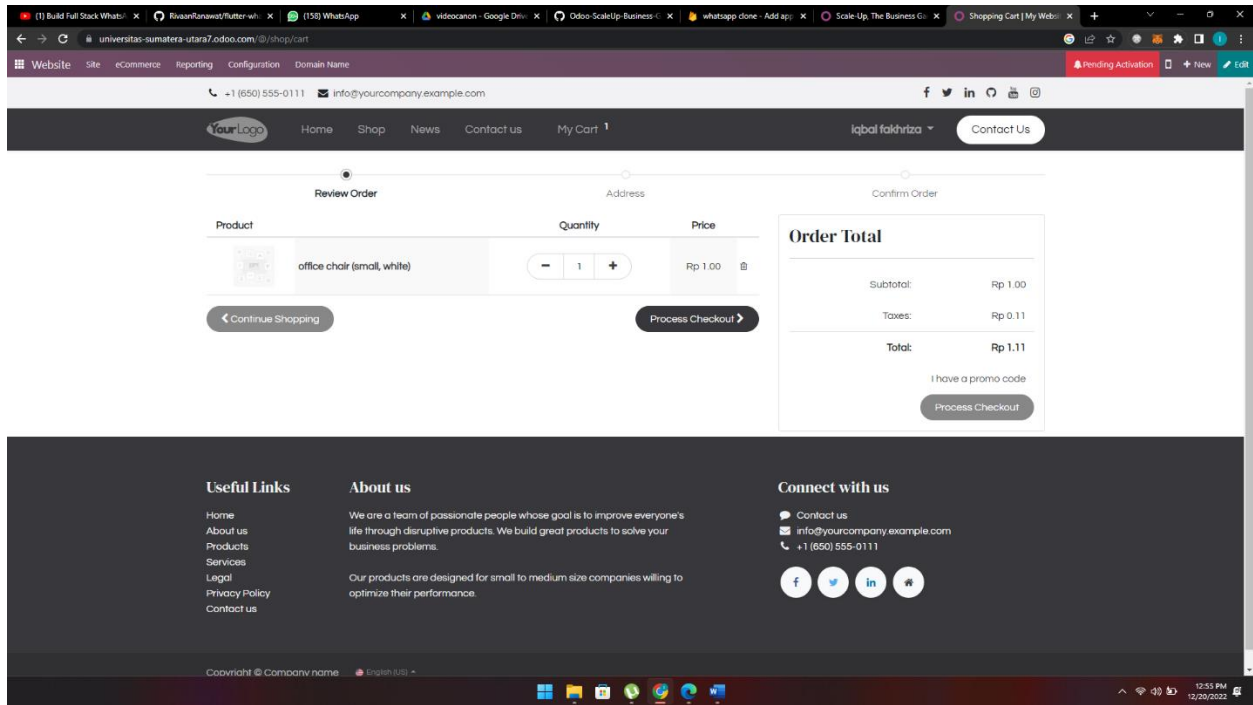 (1) Build Full Stack WhatsA
RivaanRanawat/flutter-wh
(158) WhatsApp
videocanon - Google Driv
Odoo-ScaleUp-Business-G
whatsapp clone - Add app
Scale-Up, The Business Ga
Shopping Cart | My Websi
universitas-sumatera-utara7.odoo.com/@/shop/cart
Website Site eCommerce Reporting Configuration Domain Name
Pending Activation + New Edit
+1 (650) 555-0111 info@yourcompany.example.com
YourLogo Home Shop News Contact us My Cart 1 iqbal fakhriza Contact Us
Review Order Address Confirm Order
Product Quantity Price
office chair (small, white) - 1 + Rp 1.00
Continue Shopping Process Checkout
Order Total
Subtotal: Rp 1.00
Taxes: Rp 0.11
Total: Rp 1.11
I have a promo code
Process Checkout
Useful Links
Home
About us
Products
Services
Legal
Privacy Policy
Contact us
About us
We are a team of passionate people whose goal is to improve everyone's
life through disruptive products. We build great products to solve your
business problems.
Our products are designed for small to medium size companies willing to
optimize their performance.
Connect with us
Contact us
info@yourcompany.example.com
+1 (650) 555-0111
Copyright © Company name English (US)
12:55 PM
12/20/2022